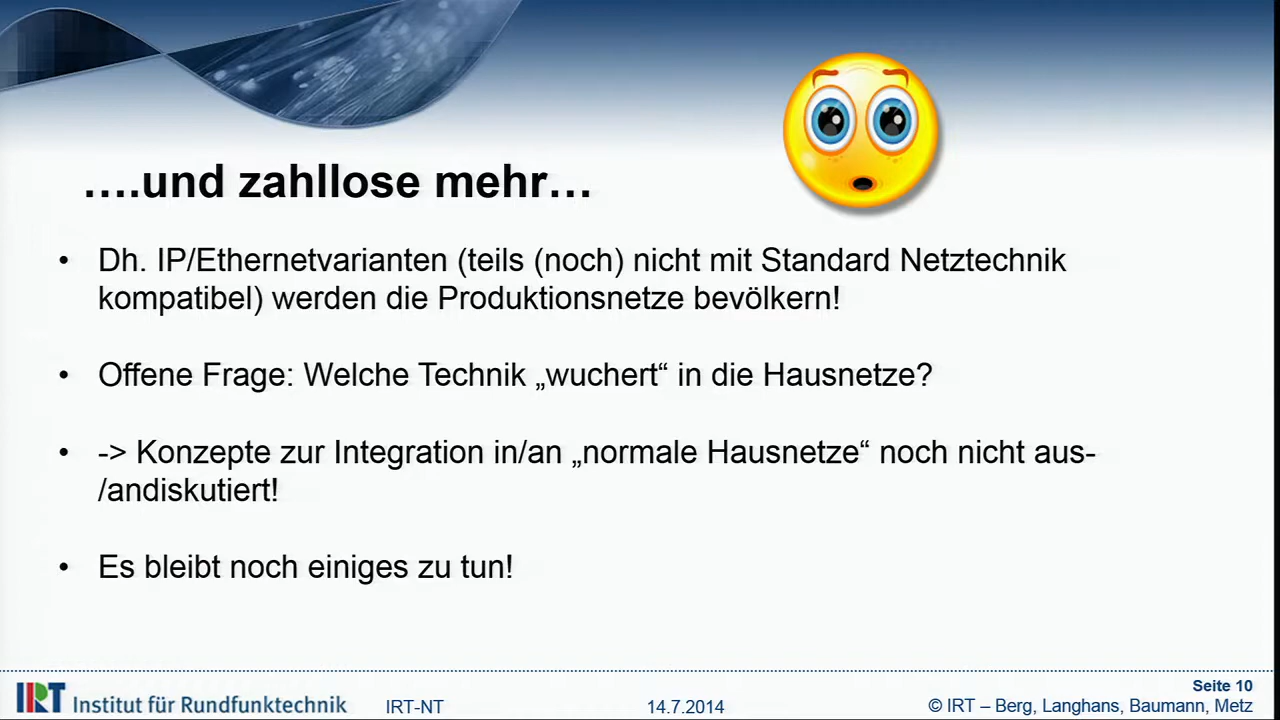 ….und zahllose mehr…
• Dh. IP/Ethernetvarianten (teils (noch) nicht mit Standard Netztechnik
kompatibel) werden die Produktionsnetze bevölkern!
• Offene Frage: Welche Technik „wuchert“ in die Hausnetze?
• -> Konzepte zur Integration in/an „normale Hausnetze“ noch nicht aus-
/andiskutiert!
• Es bleibt noch einiges zu tun!
Seite 10
IRT Institut für Rundfunktechnik IRT-NT 14.7.2014 © IRT – Berg, Langhans, Baumann, Metz